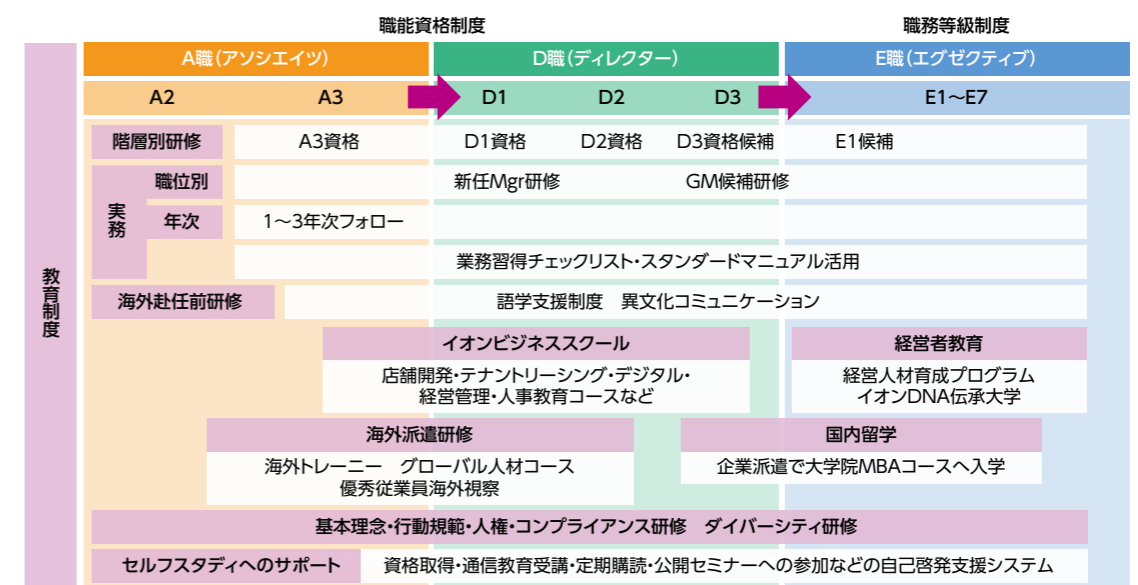 職能資格制度
職務等級制度
A職(アソシエイツ)
D職(ディレクター)
E職(エグゼクティブ)
A2
A3
D1
D2
D3
E1～E7
教育制度
階層別研修
A3資格
D1資格
D2資格
D3資格候補
E1候補
実務
職位別
新任Mgr研修
GM候補研修
年次
1～3年次フォロー
業務習得チェックリスト・スタンダードマニュアル活用
海外赴任前研修
語学支援制度　異文化コミュニケーション
イオンビジネススクール
店舗開発・テナントリーシング・デジタル・
経営管理・人事教育コースなど
経営者教育
経営人材育成プログラム
イオンDNA伝承大学
海外派遣研修
海外トレーニー　グローバル人材コース
優秀従業員海外視察
国内留学
企業派遣で大学院MBAコースへ入学
基本理念・行動規範・人権・コンプライアンス研修　ダイバーシティ研修
セルフスタディへのサポート
資格取得・通信教育受講・定期購読・公開セミナーへの参加などの自己啓発支援システム